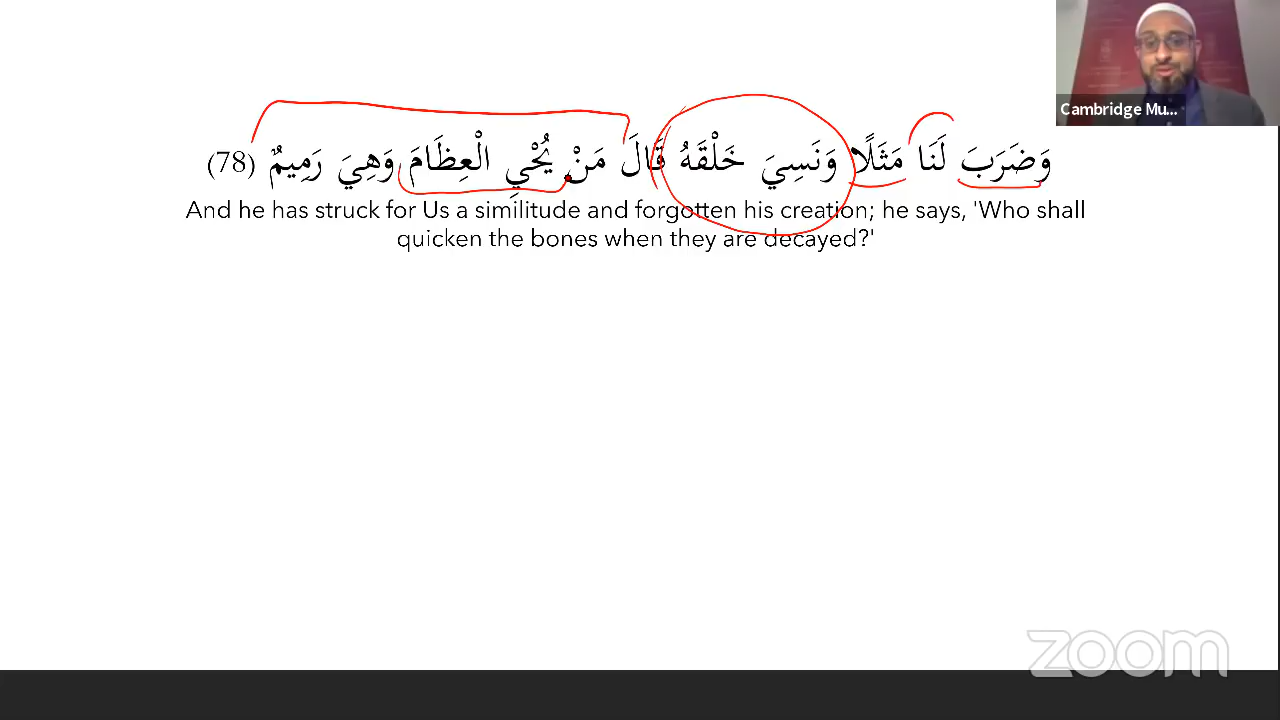 Cambridge Mu...
وَضَرَبَ لَنَا مَثَلًا وَنَسِيَ خَلْقَهُ قَالَ مَنْ يُحْيِ الْعِظَامَ وَهِيَ رَمِيمٌ (78)
And he has struck for Us a similitude and forgotten his creation; he says, 'Who shall
quicken the bones when they are decayed?'
zoom